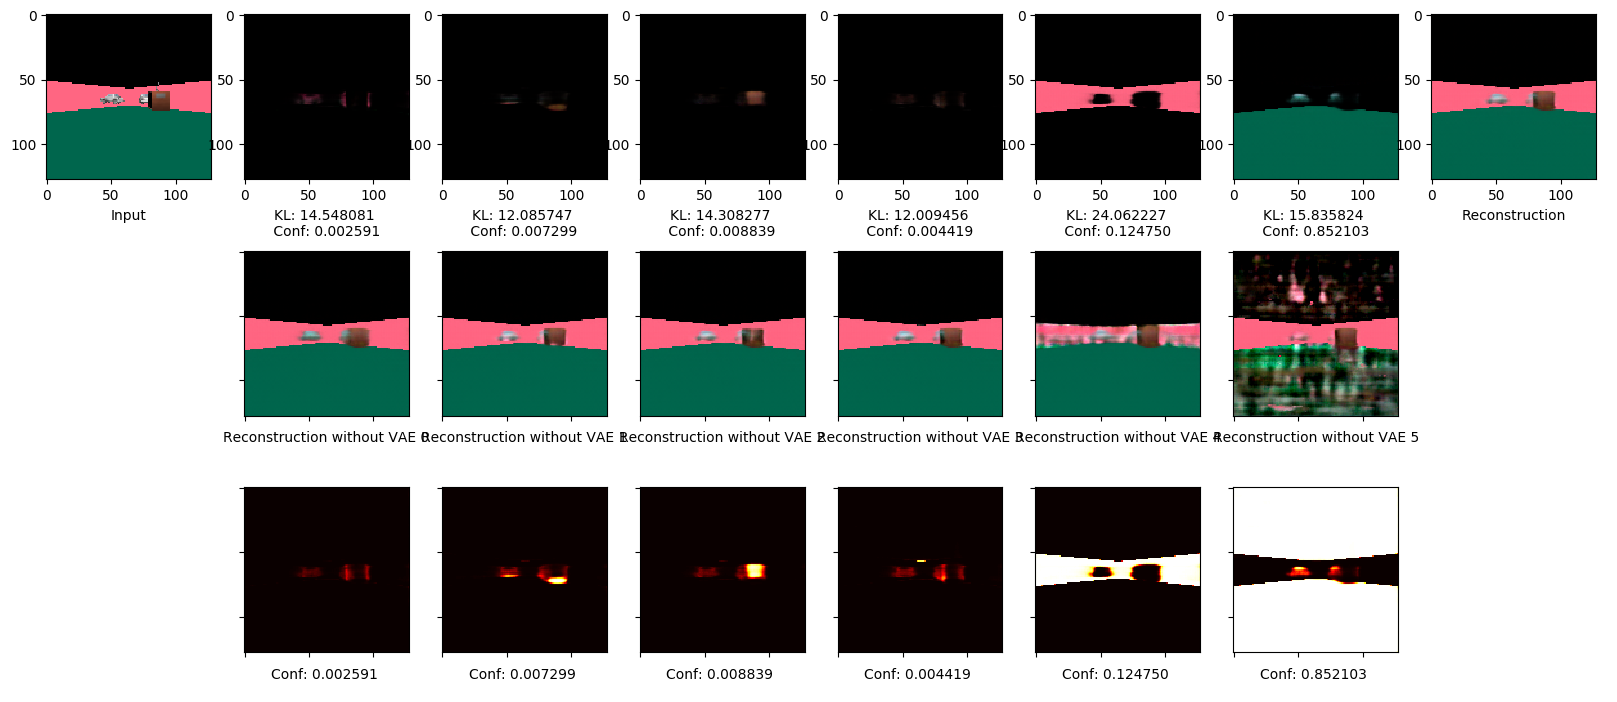 0
50
100
0
50
100
Input
0
50
100
0
50
100
KL: 14.548081
Conf: 0.002591
0
50
100
0
50
100
KL: 12.085747
Conf: 0.007299
0
50
100
0
50
100
KL: 14.308277
Conf: 0.008839
0
50
100
0
50
100
KL: 12.009456
Conf: 0.004419
0
50
100
0
50
100
KL: 24.062227
Conf: 0.124750
0
50
100
0
50
100
KL: 15.835824
Conf: 0.852103
0
50
100
0
50
100
Reconstruction
Reconstruction without VAE 0
Reconstruction without VAE 1
Reconstruction without VAE 2
Reconstruction without VAE 3
Reconstruction without VAE 4
Reconstruction without VAE 5
Conf: 0.002591
Conf: 0.007299
Conf: 0.008839
Conf: 0.004419
Conf: 0.124750
Conf: 0.852103